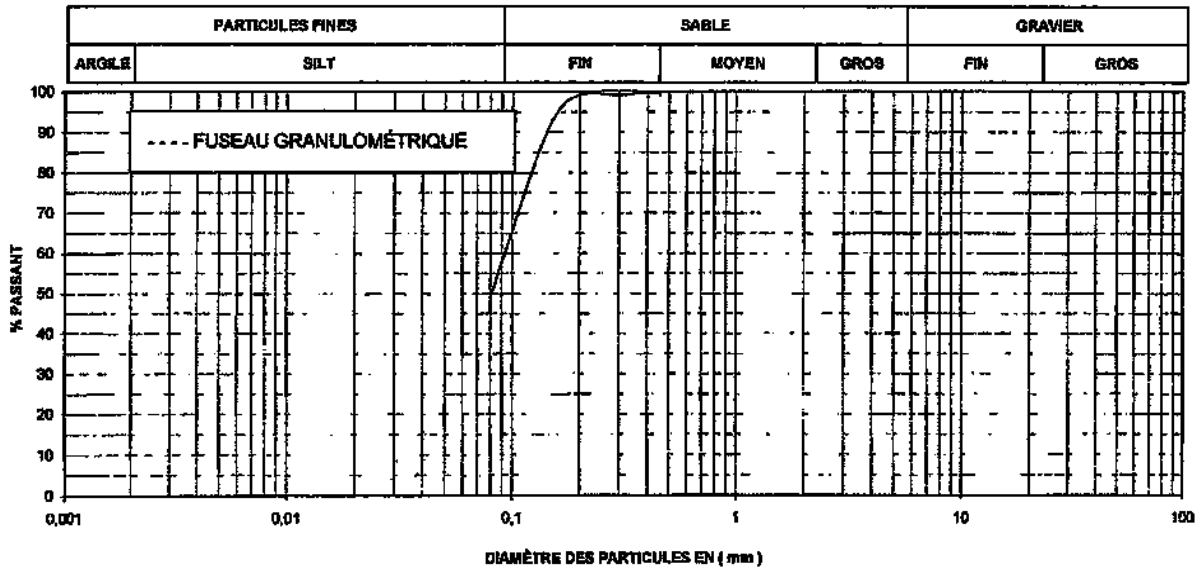 PARTICULES FINES SABLE GRAVIER
ARGILE SILT FIN MOYEN GROS FIN GROS
100
90
80
70
60
50
40
30
20
10
0
---- FUSEAU GRANULOMÉTRIQUE
% PASSANT
0,001 0,01 0,1 1 10 100
DIAMÈTRE DES PARTICULES EN ( mm )